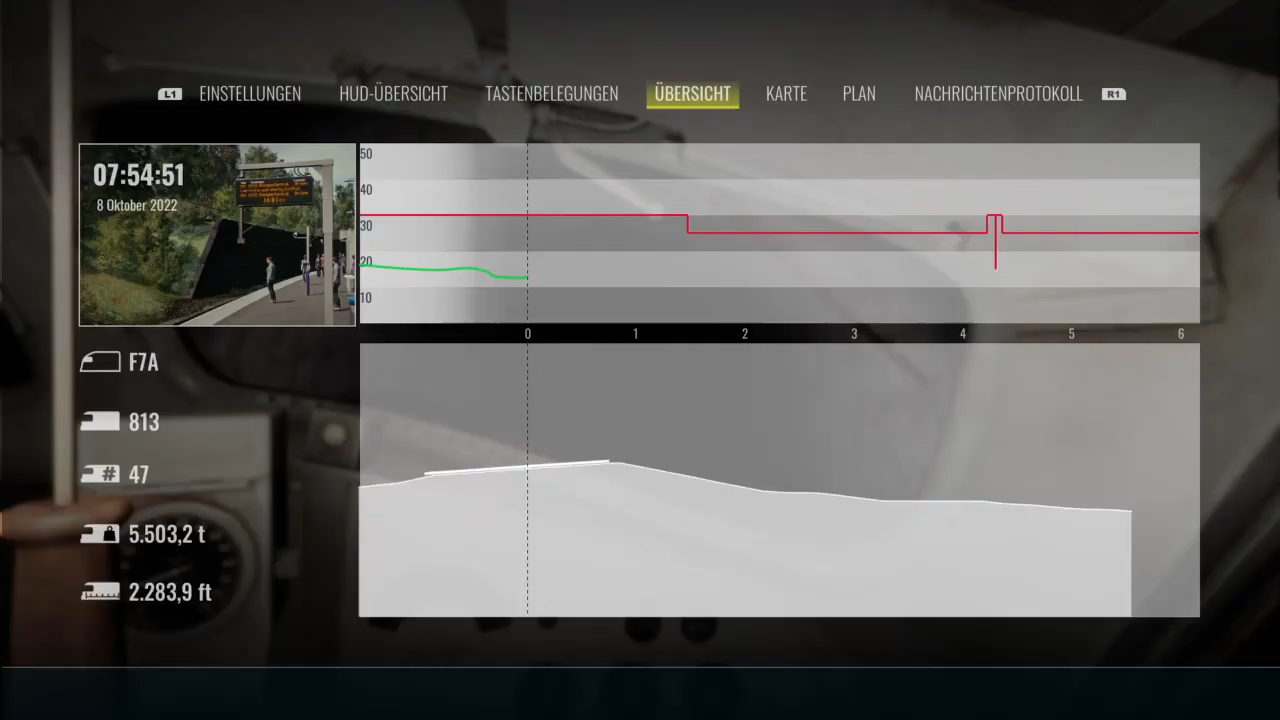 L1 EINSTELLUNGEN HUD-ÜBERSICHT TASTENBELEGUNGEN ÜBERSICHT KARTE PLAN NACHRICHTENPROTOKOLL R1
07:54:51
8 Oktober 2022
50
40
30
20
10
0 1 2 3 4 5 6
F7A
813
# 47
5.503,2 t
2.283,9 ft